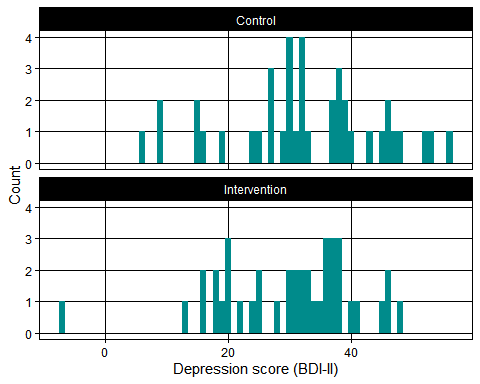 Control
4
3
2
1
0
Count
Intervention
4
3
2
1
0
0 20 40
Depression score (BDI-II)